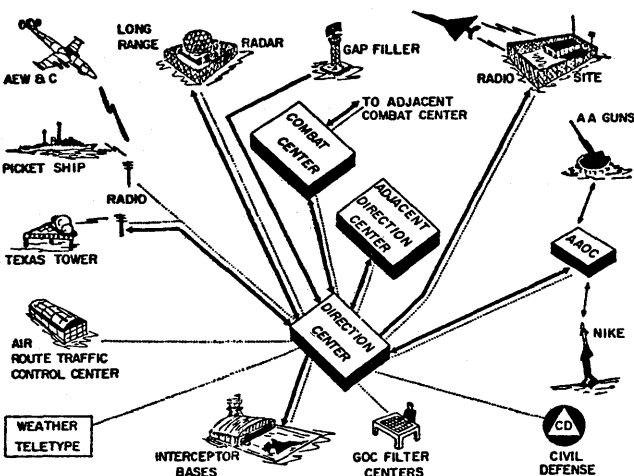 AEW & C
LONG
RANGE
RADAR
GAP FILLER
RADIO SITE
TO ADJACENT
COMBAT CENTER
COMBAT
CENTER
AA GUNS
PICKET SHIP
RADIO
ADJACENT
DIRECTION
CENTER
TEXAS TOWER
AADC
DIRECTION
CENTER
NIKE
AIR
ROUTE TRAFFIC
CONTROL CENTER
WEATHER
TELETYPE
INTERCEPTOR
BASES
GOC FILTER
CENTERS
CD
CIVIL
DEFENSE